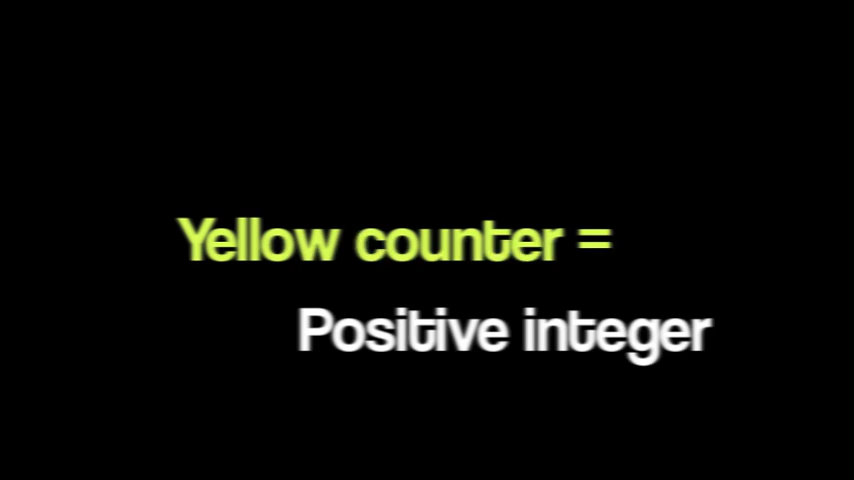 Yellow counter =
Positive integer